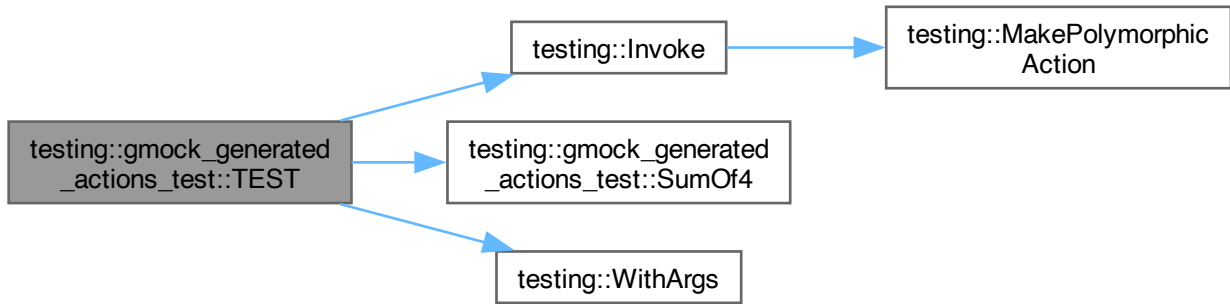 testing::gmock_generated
_actions_test::TEST
testing::Invoke
testing::MakePolymorphic
Action
testing::gmock_generated
_actions_test::SumOf4
testing::WithArgs